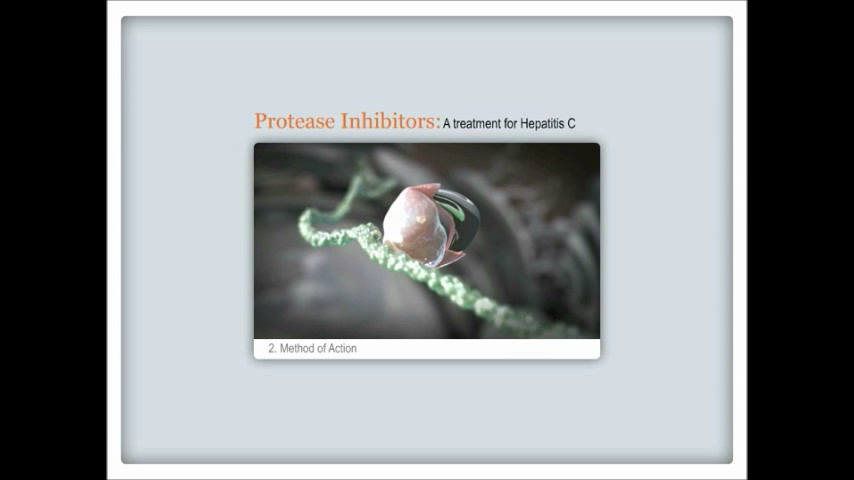 Protease Inhibitors: A treatment for Hepatitis C
2. Method of Action